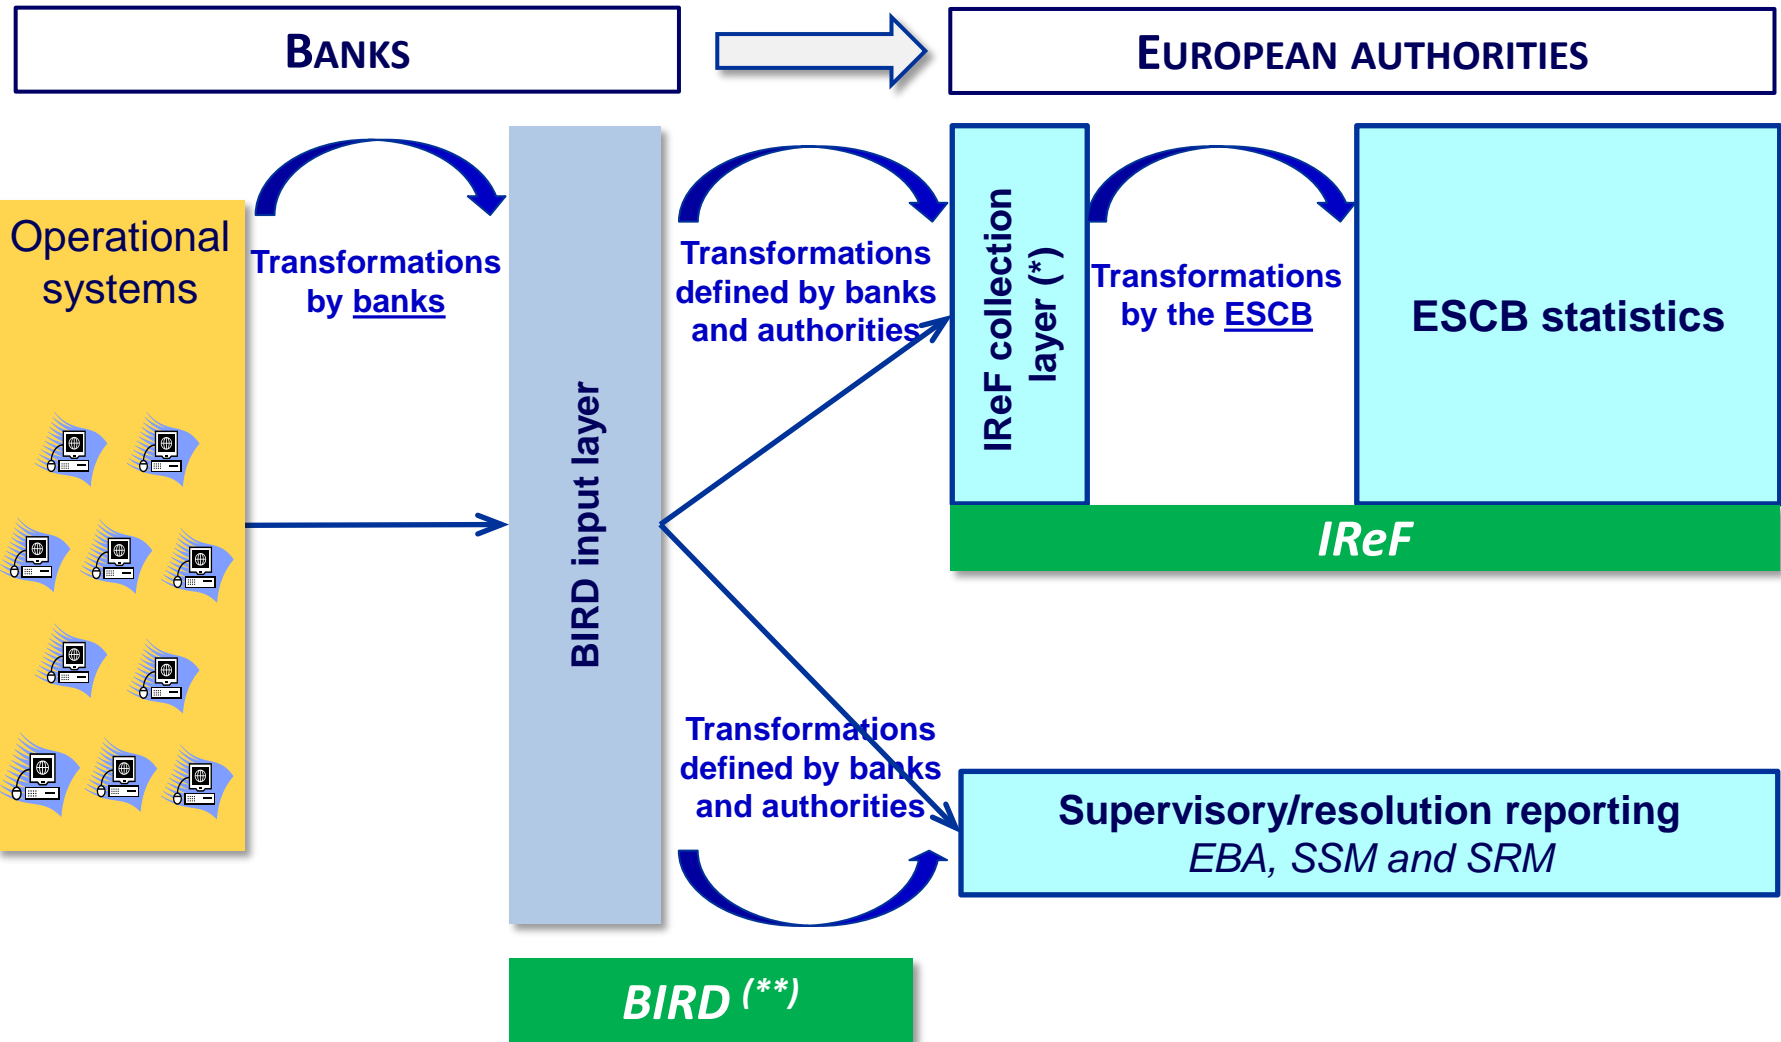 BANKS
EUROPEAN AUTHORITIES
Operational
systems
Transformations
by banks
BIRD input layer
Transformations
defined by banks
and authorities
IReF collection
layer (*)
Transformations
by the ESCB
ESCB statistics
IReF
Transformations
defined by banks
and authorities
Supervisory/resolution reporting
EBA, SSM and SRM
BIRD (**)